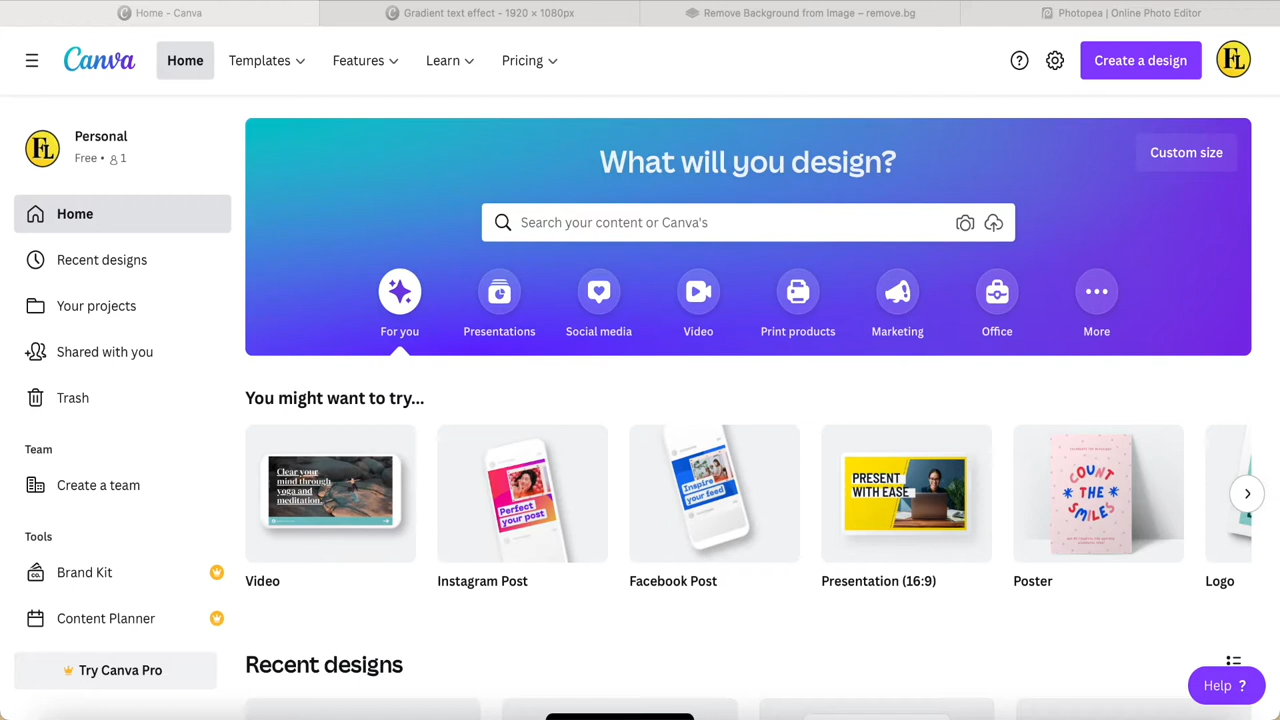 Home - Canva
Gradient text effect - 1920 × 1080px
Remove Background from Image – remove.bg
Photopea | Online Photo Editor
Canva
Home
Templates
Features
Learn
Pricing
Create a design
FL
FL
Personal
Free • 1
Home
Recent designs
Your projects
Shared with you
Trash
Team
Create a team
Tools
Brand Kit
Content Planner
Try Canva Pro
What will you design?
Custom size
Search your content or Canva's
For you
Presentations
Social media
Video
Print products
Marketing
Office
More
You might want to try...
Clear your
mind through
yoga and
meditation.
Perfect
your post
Inspire
your feed
PRESENT
WITH EASE
COUNT
THE
SMILES
Video
Instagram Post
Facebook Post
Presentation (16:9)
Poster
Logo
Recent designs
Help ?